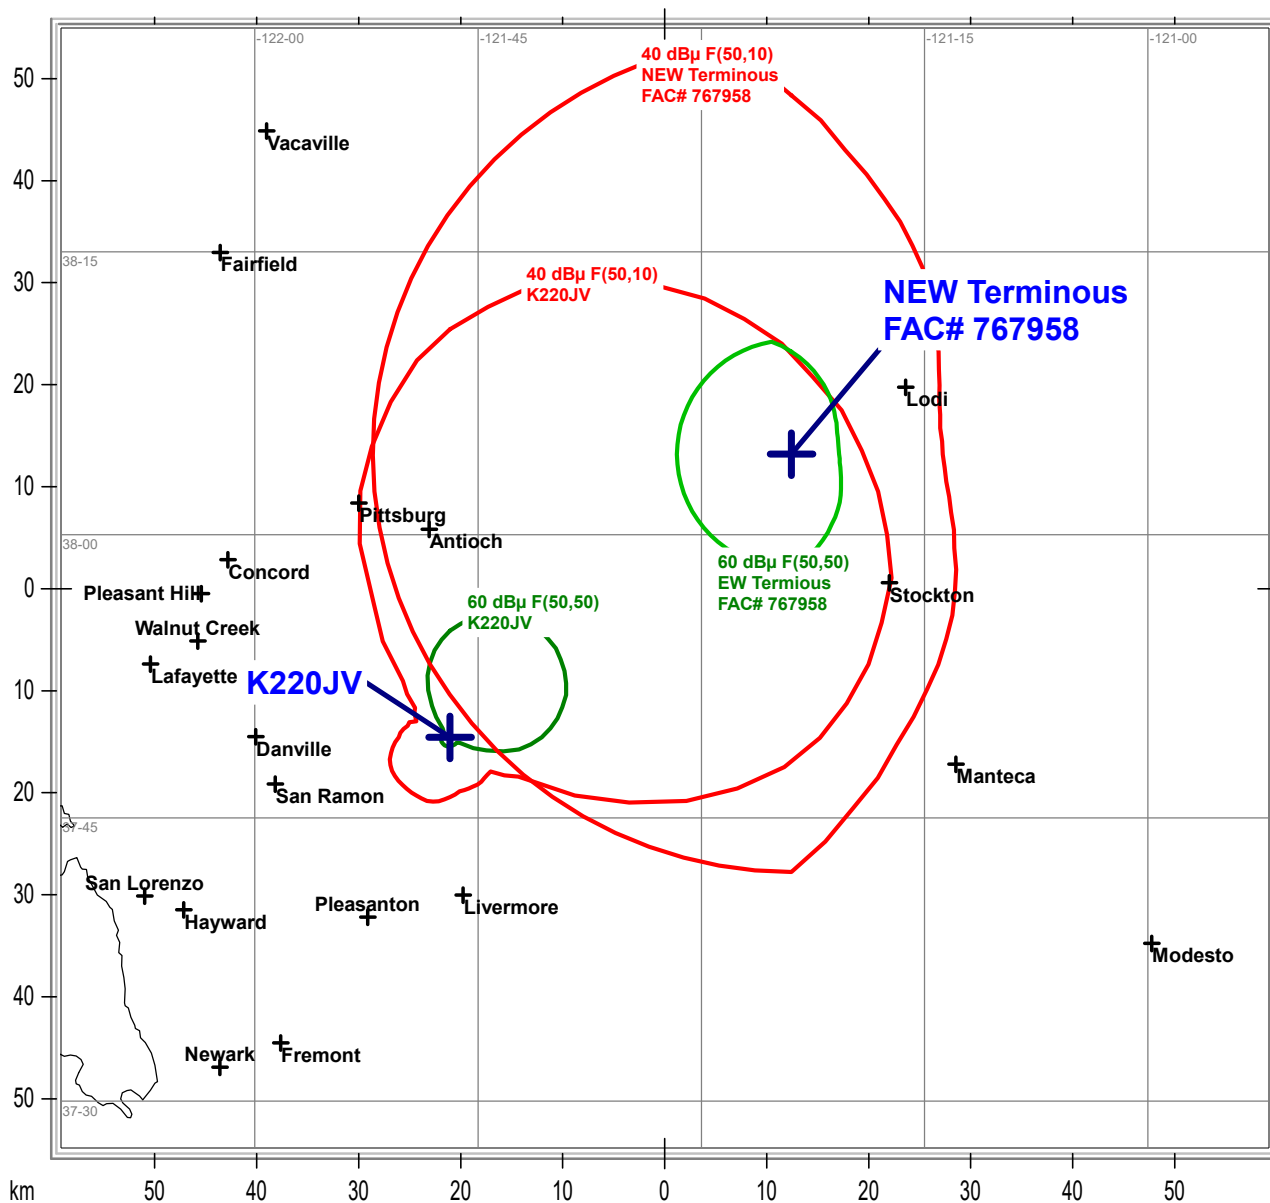 -122-00
-121-45
-121-15
-121-00
40 dBµ F(50,10)
NEW Terminous
FAC# 767958
50
Vacaville
40
38-15
Fairfield
30
40 dBµ F(50,10)
K220JV
NEW Terminous
FAC# 767958
20
Lodi
10
Pittsburg
Antioch
38-00
60 dBµ F(50,50)
EW Termious
FAC# 767958
Concord
0
Pleasant Hill
Stockton
60 dBµ F(50,50)
K220JV
Walnut Creek
Lafayette
K220JV
10
Danville
Manteca
San Ramon
20
37-45
San Lorenzo
30
Hayward
Pleasanton
Livermore
Modesto
40
Newark
Fremont
50
37-30
km
50
40
30
20
10
0
10
20
30
40
50